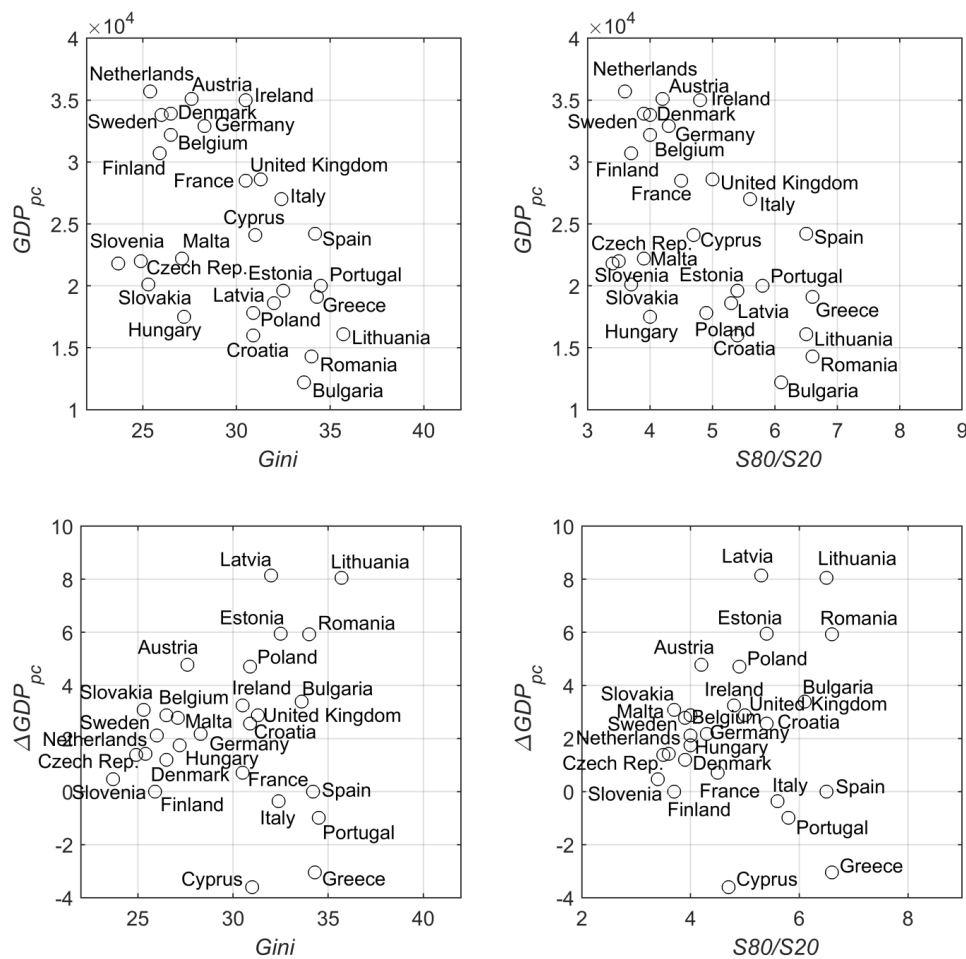 ×10⁴
4
3.5
3
2.5
2
1.5
1
GDP_pc
Netherlands
Austria
Ireland
Sweden
Denmark
Germany
Belgium
Finland
France
United Kingdom
Italy
Cyprus
Spain
Slovenia
Malta
Czech Rep.
Estonia
Portugal
Slovakia
Latvia
Greece
Hungary
Poland
Croatia
Lithuania
Romania
Bulgaria
25 30 35 40
Gini
×10⁴
4
3.5
3
2.5
2
1.5
1
GDP_pc
Netherlands
Austria
Ireland
Sweden
Denmark
Germany
Belgium
Finland
France
United Kingdom
Italy
Czech Rep.
Cyprus
Spain
Malta
Slovenia
Estonia
Portugal
Slovakia
Latvia
Greece
Hungary
Poland
Croatia
Lithuania
Romania
Bulgaria
3 4 5 6 7 8 9
S80/S20
10
8
6
4
2
0
-2
-4
ΔGDP_pc
Latvia
Lithuania
Estonia
Romania
Austria
Poland
Slovakia
Belgium
Ireland
Bulgaria
Sweden
Malta
United Kingdom
Croatia
Netherlands
Germany
Czech Rep.
Hungary
Denmark
France
Slovenia
Finland
Italy
Spain
Portugal
Cyprus
Greece
25 30 35 40
Gini
10
8
6
4
2
0
-2
-4
ΔGDP_pc
Latvia
Lithuania
Estonia
Romania
Austria
Poland
Slovakia
Ireland
Bulgaria
Malta
Belgium
United Kingdom
Sweden
Germany
Croatia
Netherlands
Hungary
Czech Rep.
Denmark
Slovenia
Finland
France
Italy
Spain
Portugal
Cyprus
Greece
2 4 6 8
S80/S20